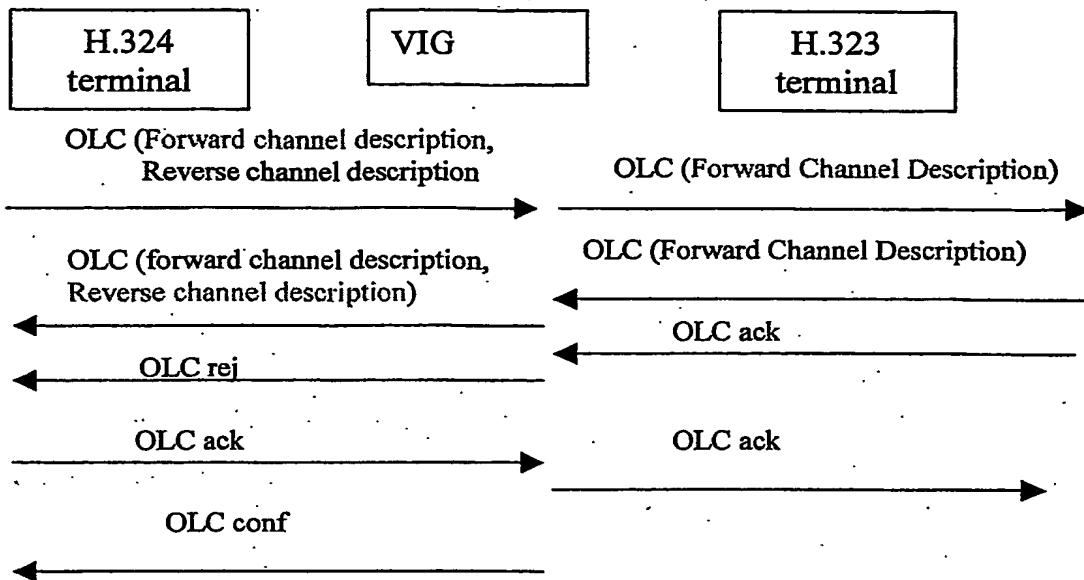 H.324
terminal
VIG
H.323
terminal
OLC (Forward channel description,
Reverse channel description
OLC (Forward Channel Description)
OLC (forward channel description,
Reverse channel description)
OLC (Forward Channel Description)
OLC ack
OLC rej
OLC ack
OLC ack
OLC conf